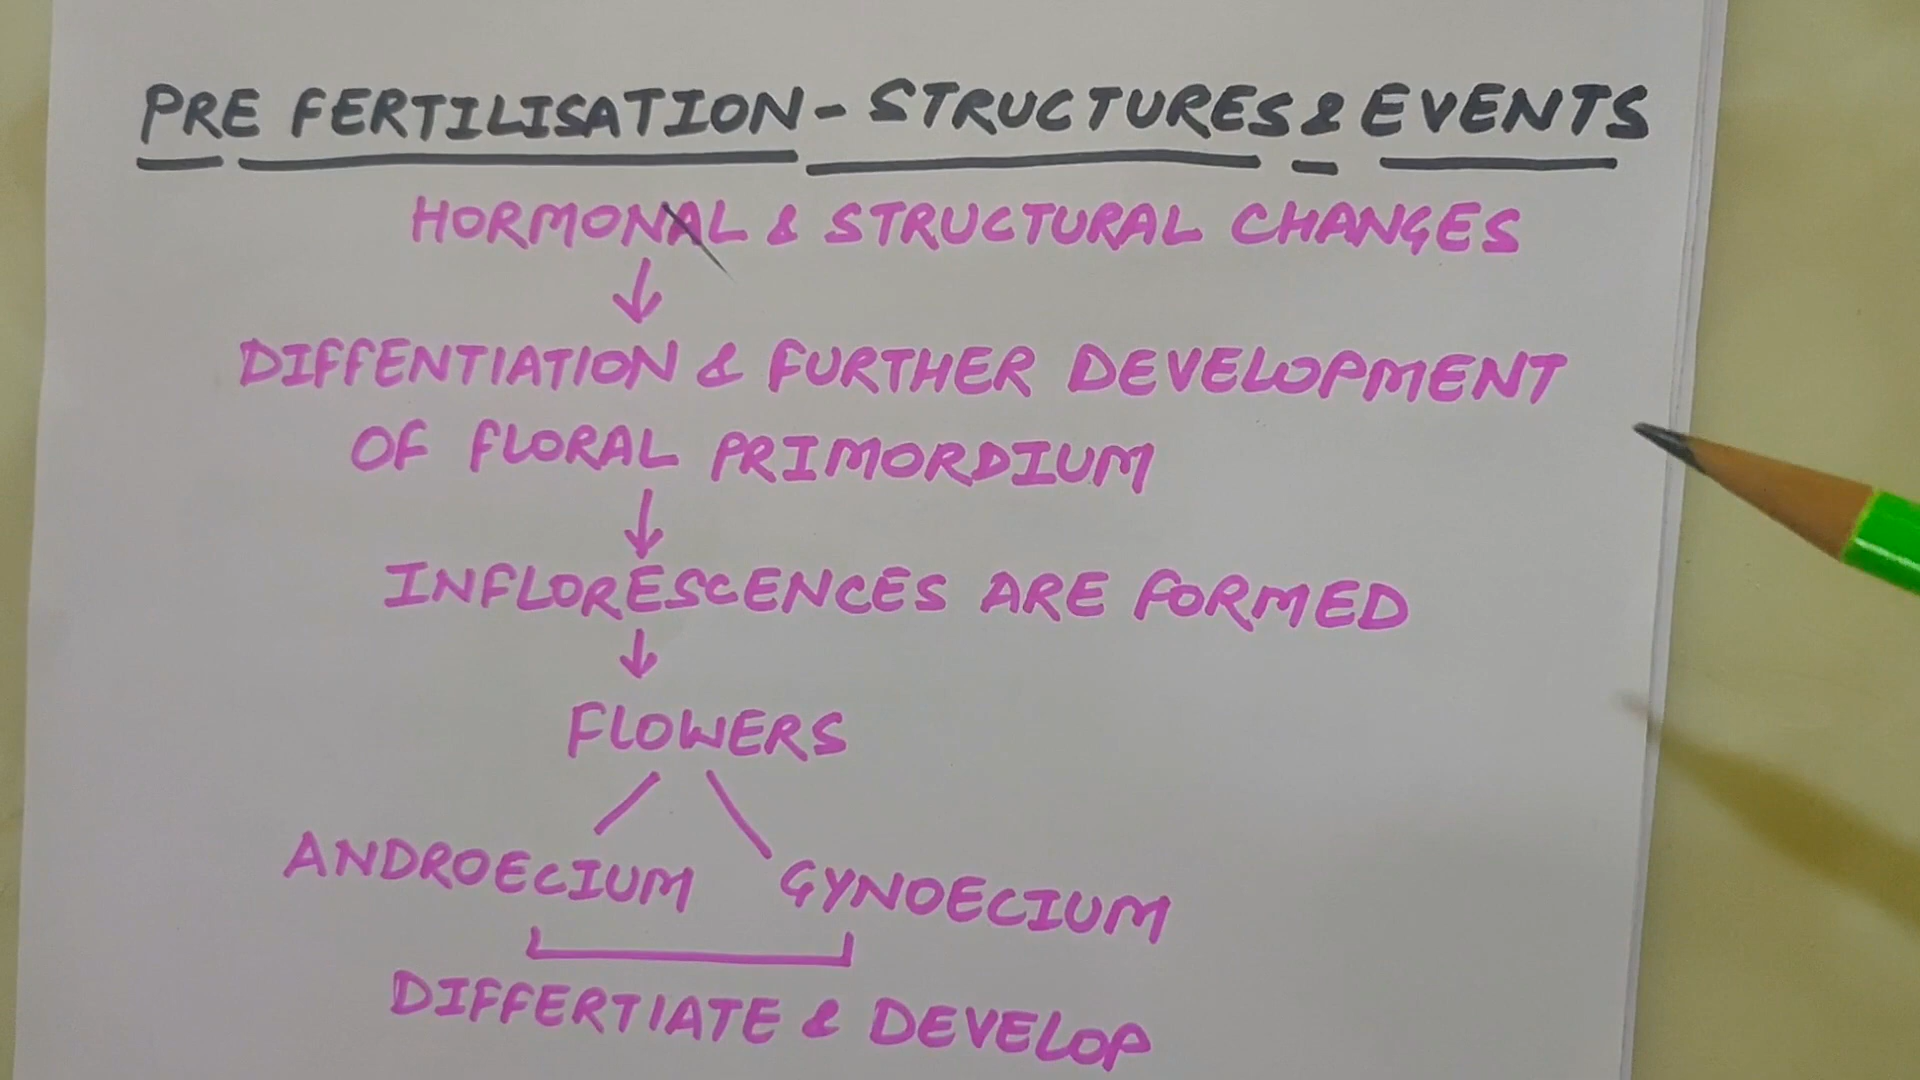 PRE FERTILISATION - STRUCTURES & EVENTS
HORMONAL & STRUCTURAL CHANGES
↓
DIFFENTIATION & FURTHER DEVELOPMENT
OF FLORAL PRIMORDIUM
↓
INFLORESCENCES ARE FORMED
↓
FLOWERS
ANDROECIUM GYNOECIUM
DIFFERTIATE & DEVELOP